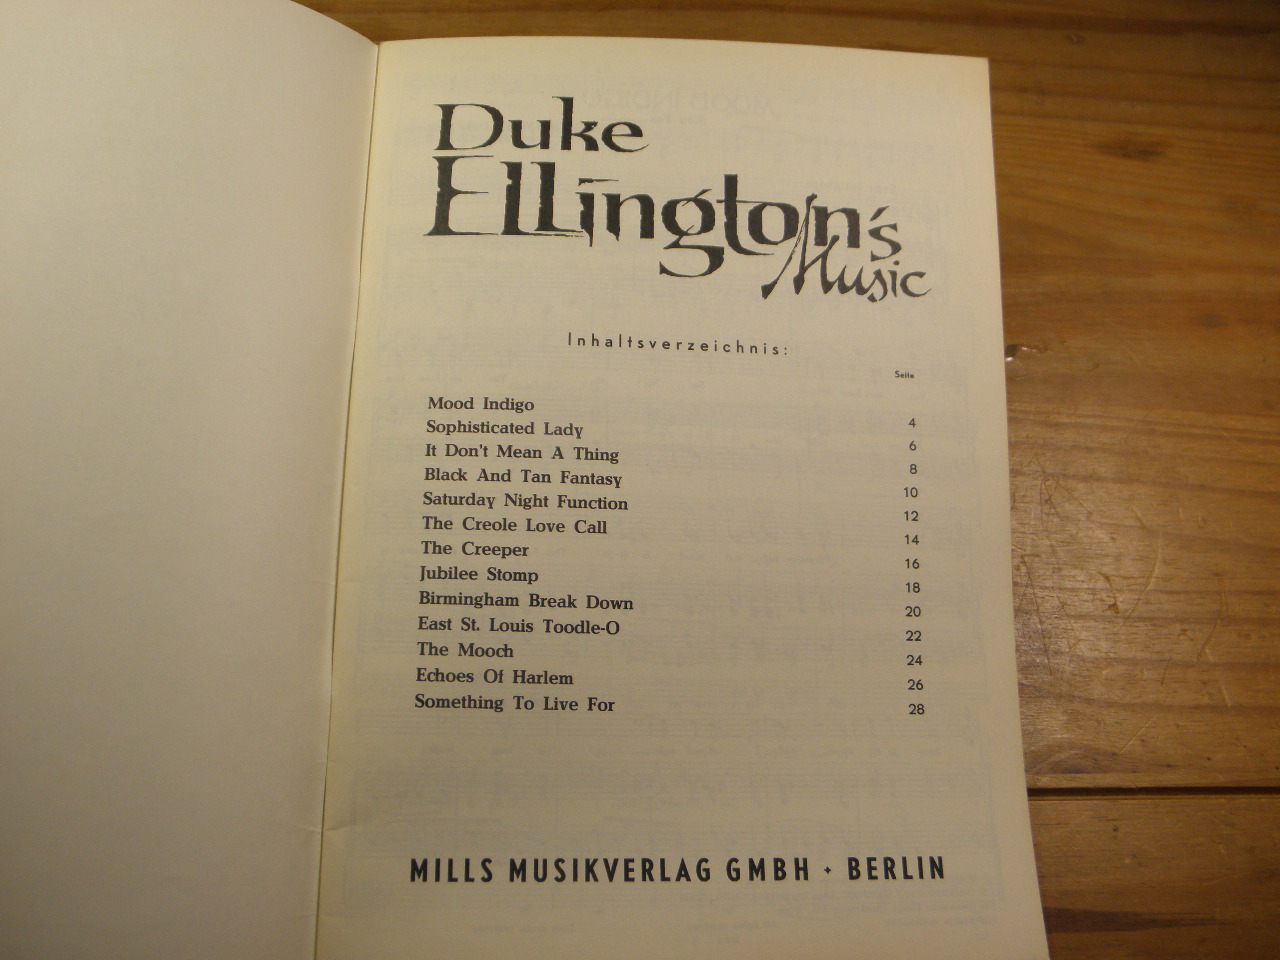 Duke
Ellington's
Music
Inhaltsverzeichnis:
Seite
Mood Indigo 4
Sophisticated Lady 6
It Don't Mean A Thing 8
Black And Tan Fantasy 10
Saturday Night Function 12
The Creole Love Call 14
The Creeper 16
Jubilee Stomp 18
Birmingham Break Down 20
East St. Louis Toodle-O 22
The Mooch 24
Echoes Of Harlem 26
Something To Live For 28
MILLS MUSIKVERLAG GMBH + BERLIN